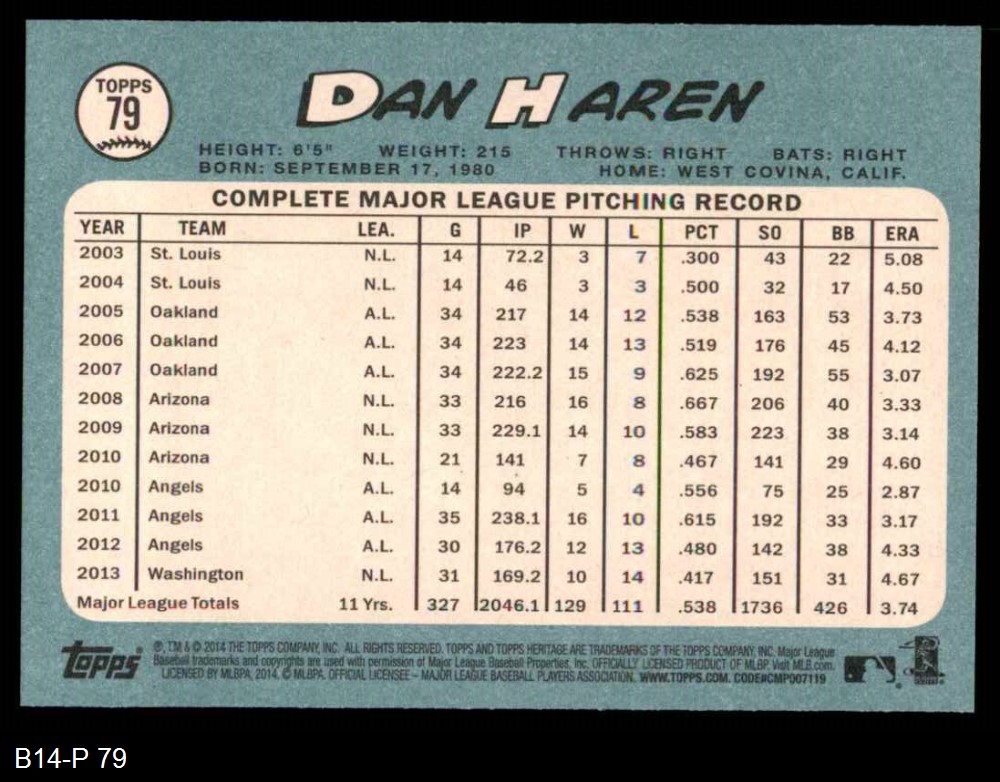 TOPPS
79
DAN HAREN
HEIGHT: 6'5" WEIGHT: 215 THROWS: RIGHT BATS: RIGHT
BORN: SEPTEMBER 17, 1980 HOME: WEST COVINA, CALIF.
COMPLETE MAJOR LEAGUE PITCHING RECORD
YEAR TEAM LEA. G IP W L PCT SO BB ERA
2003 St. Louis N.L. 14 72.2 3 7 .300 43 22 5.08
2004 St. Louis N.L. 14 46 3 3 .500 32 17 4.50
2005 Oakland A.L. 34 217 14 12 .538 163 53 3.73
2006 Oakland A.L. 34 223 14 13 .519 176 45 4.12
2007 Oakland A.L. 34 222.2 15 9 .625 192 55 3.07
2008 Arizona N.L. 33 216 16 8 .667 206 40 3.33
2009 Arizona N.L. 33 229.1 14 10 .583 223 38 3.14
2010 Arizona N.L. 21 141 7 8 .467 141 29 4.60
2010 Angels A.L. 14 94 5 4 .556 75 25 2.87
2011 Angels A.L. 35 238.1 16 10 .615 192 33 3.17
2012 Angels A.L. 30 176.2 12 13 .480 142 38 4.33
2013 Washington N.L. 31 169.2 10 14 .417 151 31 4.67
Major League Totals 11 Yrs. 327 2046.1 129 111 .538 1736 426 3.74
Topps
®, TM & © 2014 THE TOPPS COMPANY, INC. ALL RIGHTS RESERVED. TOPPS AND TOPPS HERITAGE ARE TRADEMARKS OF THE TOPPS COMPANY, INC. Major League
Baseball trademarks and copyrights are used with permission of Major League Baseball Properties, Inc. OFFICIALLY LICENSED PRODUCT OF MLBP. Visit MLB.com.
LICENSED BY MLBPA, 2014. © MLBPA. OFFICIAL LICENSEE – MAJOR LEAGUE BASEBALL PLAYERS ASSOCIATION. WWW.TOPPS.COM. CODE#CMP007119
B14-P 79